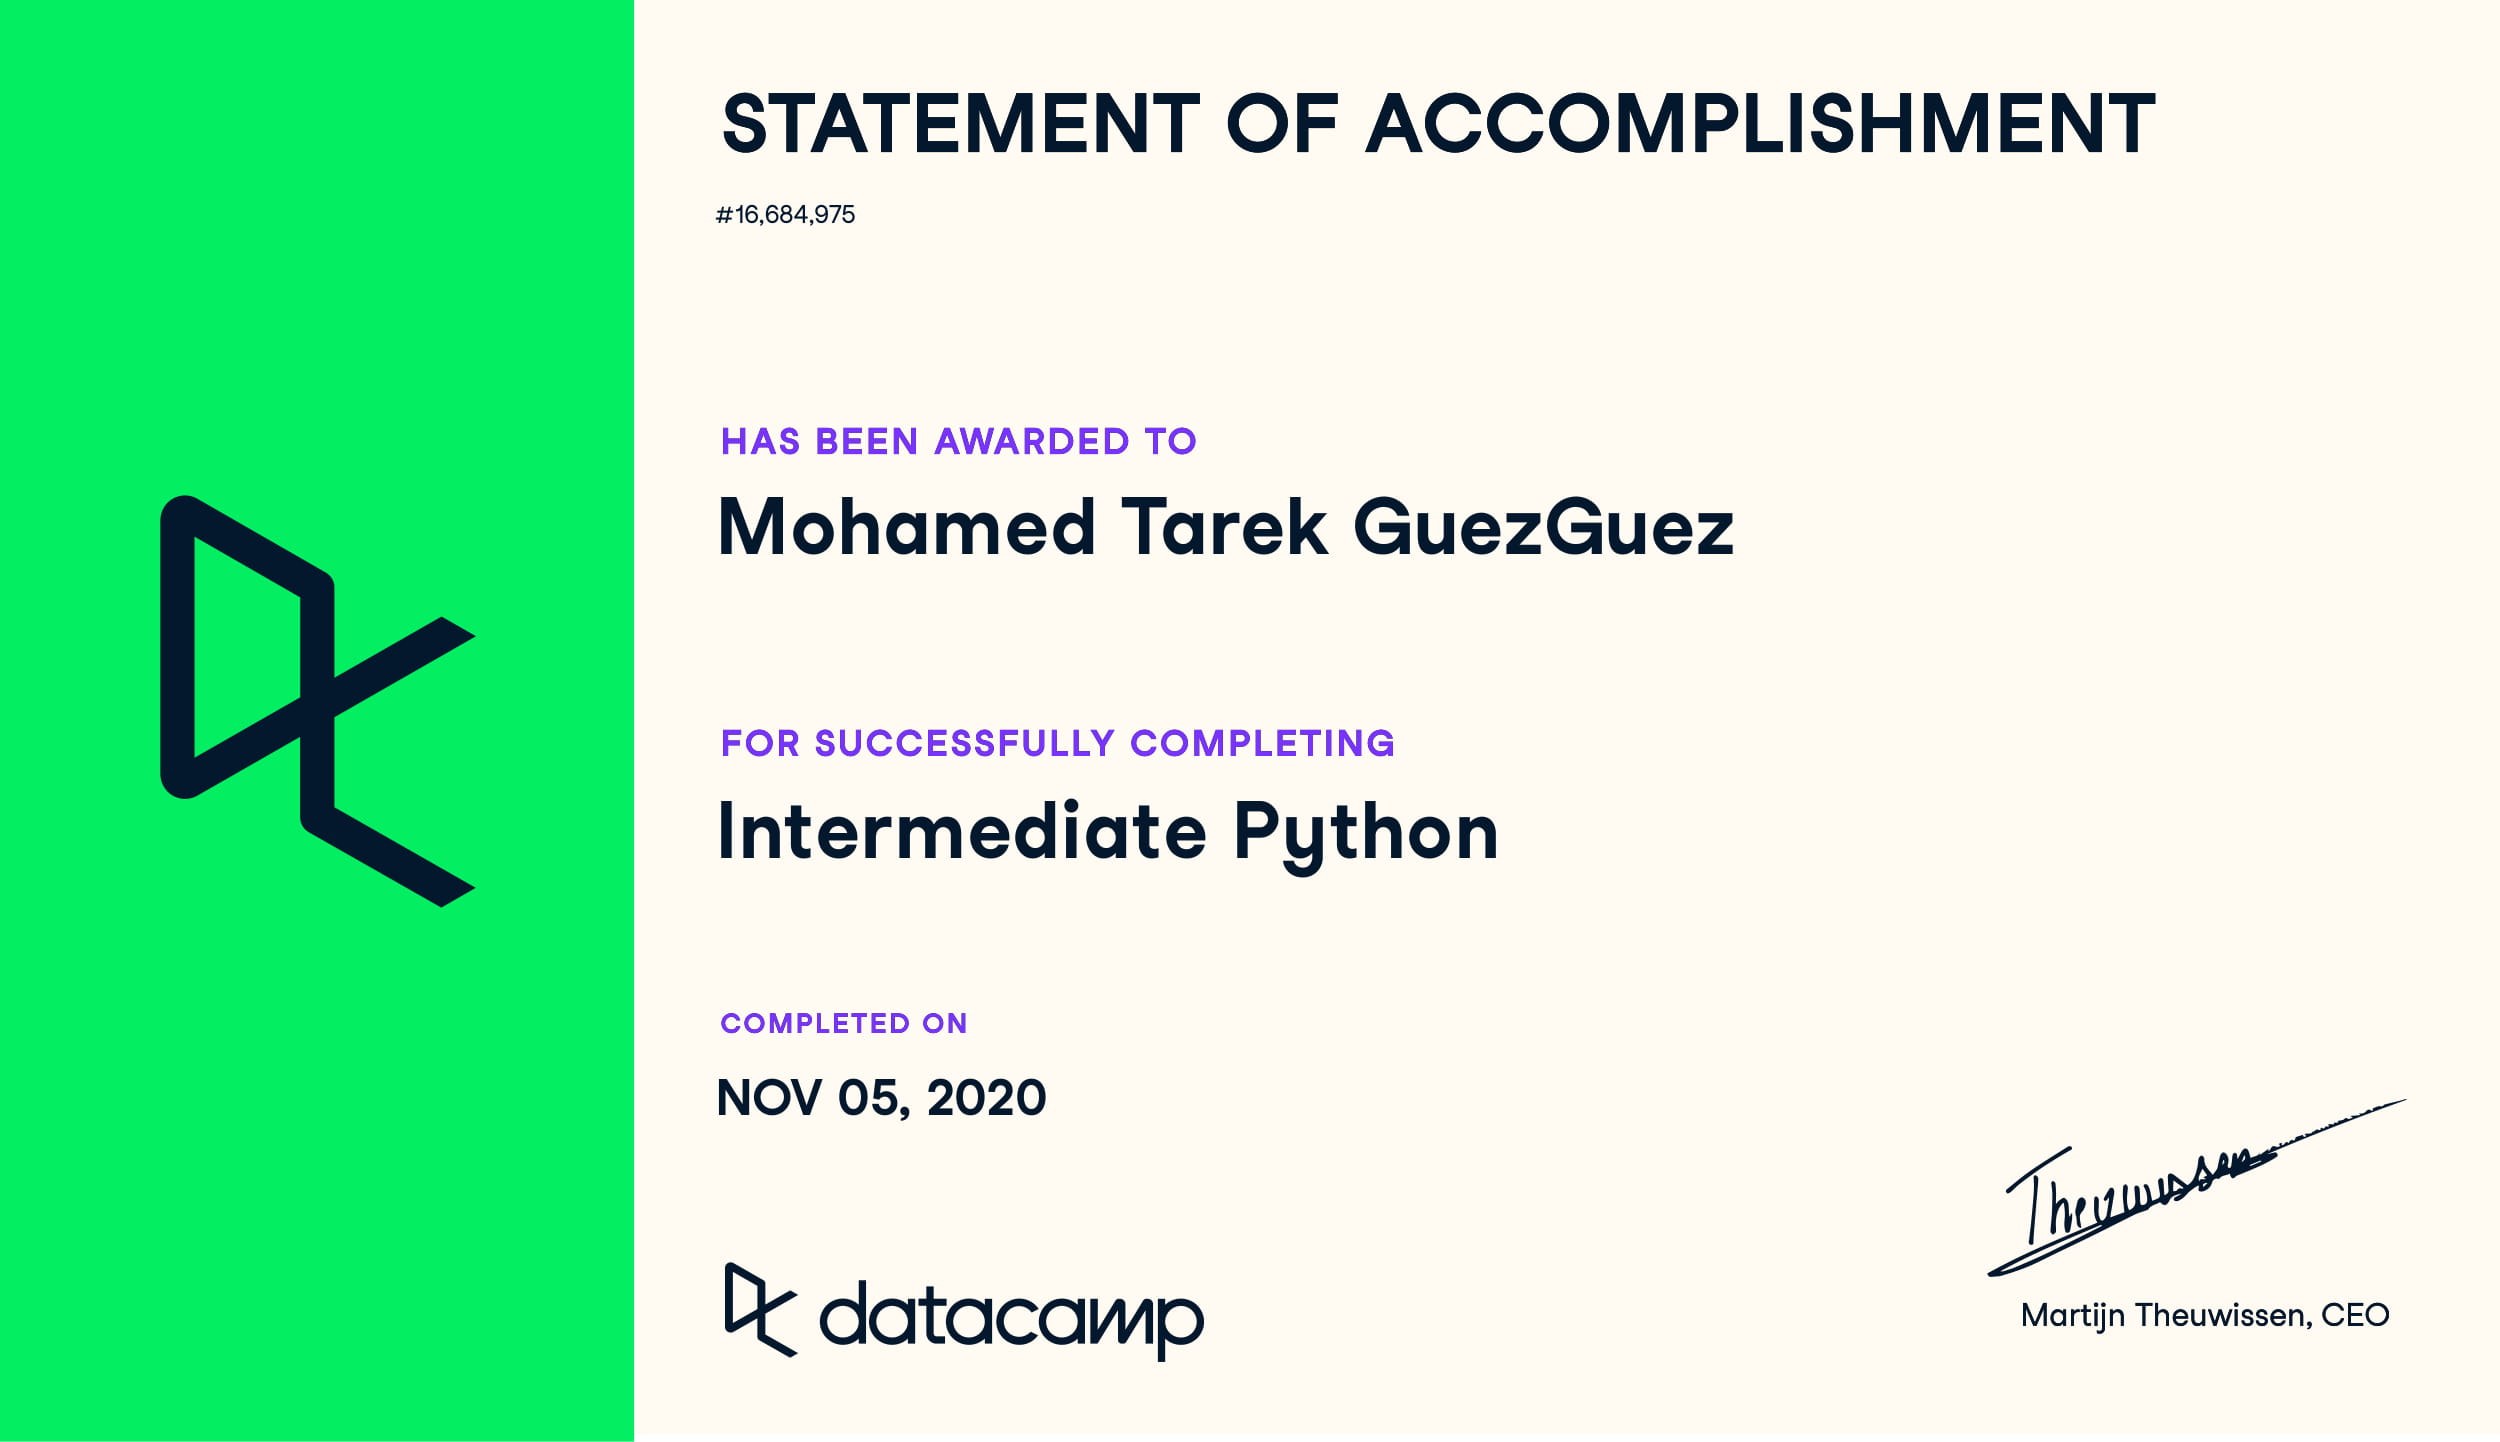 STATEMENT OF ACCOMPLISHMENT
#16,684,975
HAS BEEN AWARDED TO
Mohamed Tarek GuezGuez
FOR SUCCESSFULLY COMPLETING
Intermediate Python
COMPLETED ON
NOV 05, 2020
Theuwissen
datacamp
Martijn Theuwissen, CEO